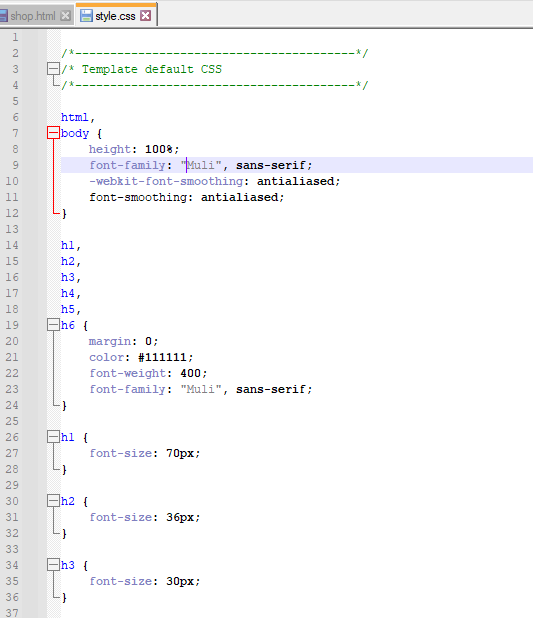 shop.html style.css
1
2 /*----------------------------------------*/
3 /* Template default CSS
4 /*----------------------------------------*/
5
6 html,
7 body {
8 height: 100%;
9 font-family: "Muli", sans-serif;
10 -webkit-font-smoothing: antialiased;
11 font-smoothing: antialiased;
12 }
13
14 h1,
15 h2,
16 h3,
17 h4,
18 h5,
19 h6 {
20 margin: 0;
21 color: #111111;
22 font-weight: 400;
23 font-family: "Muli", sans-serif;
24 }
25
26 h1 {
27 font-size: 70px;
28 }
29
30 h2 {
31 font-size: 36px;
32 }
33
34 h3 {
35 font-size: 30px;
36 }
37